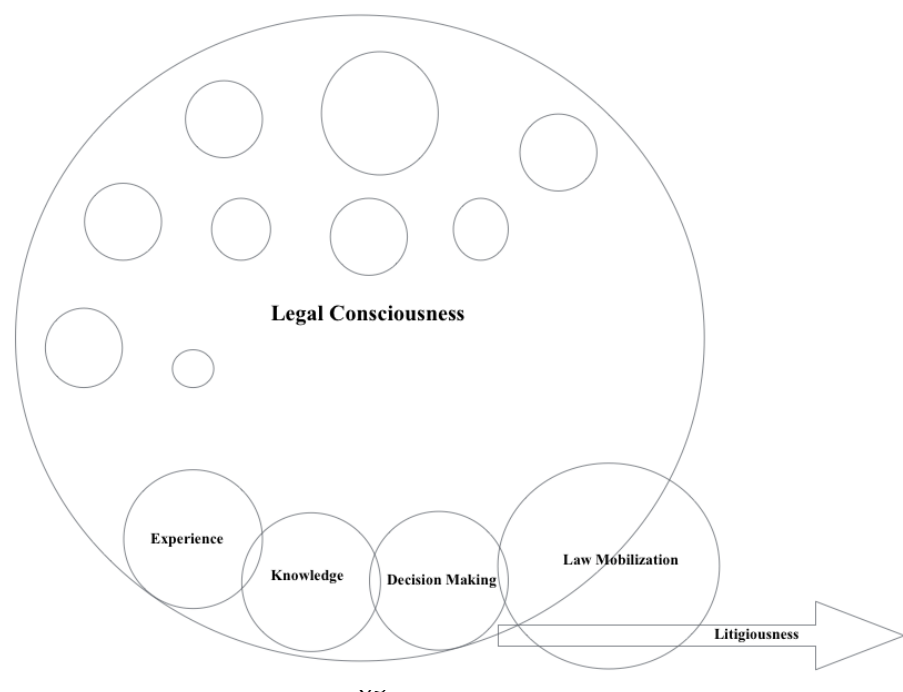 Legal Consciousness
Experience
Knowledge
Decision Making
Law Mobilization
Litigiousness